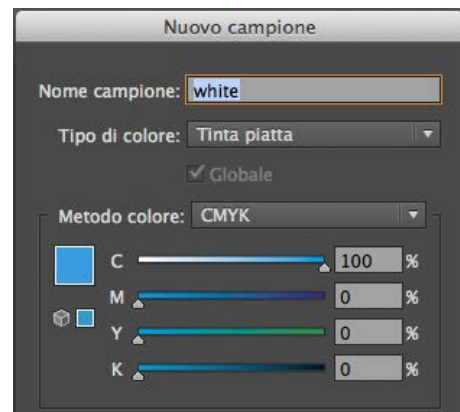 Nuovo campione
Nome campione: white
Tipo di colore: Tinta piatta
Globale
Metodo colore: CMYK
C 100 %
M 0 %
Y 0 %
K 0 %